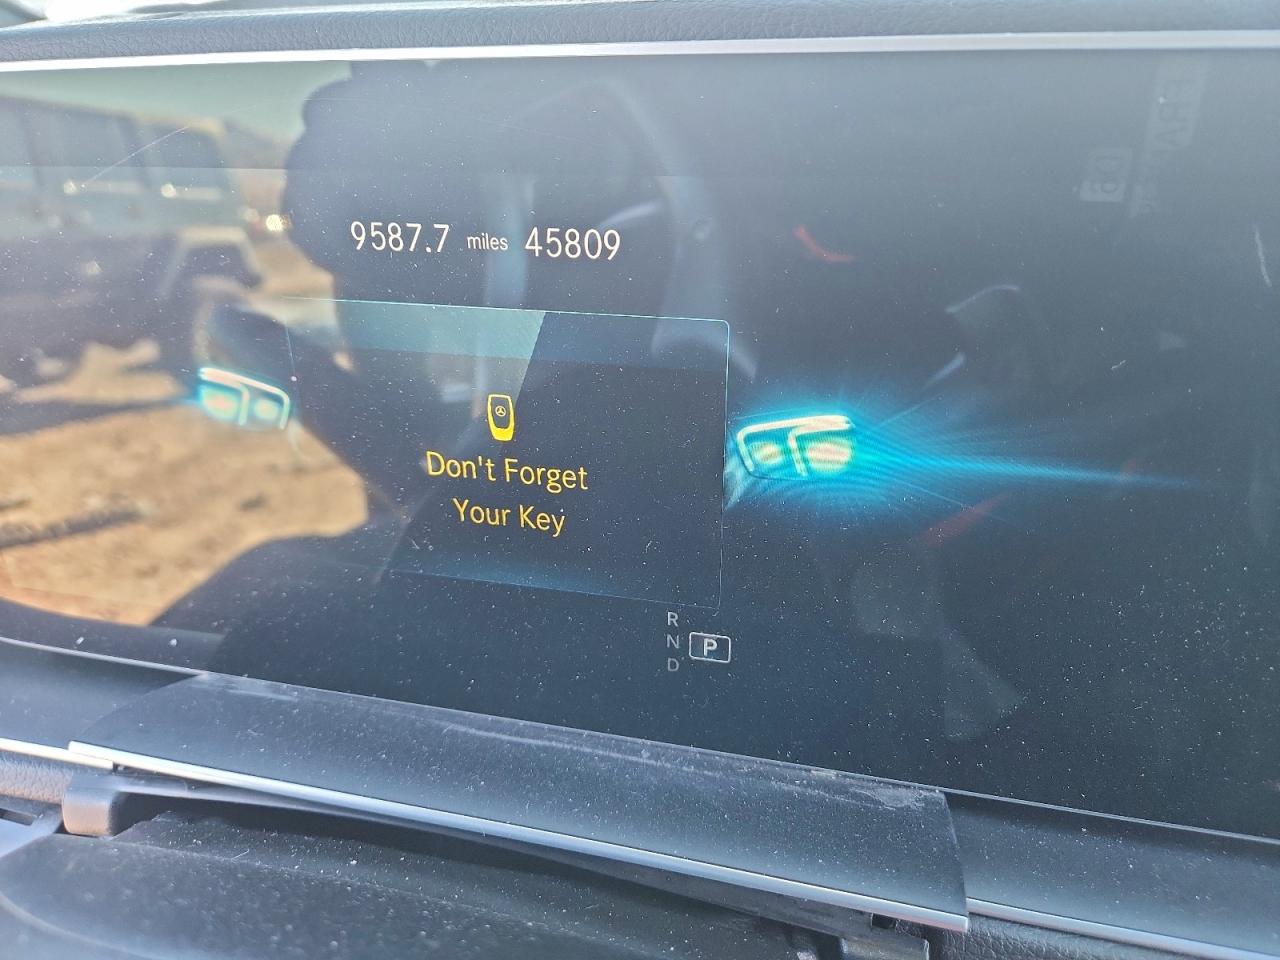 9587.7 miles 45809
Don't Forget
Your Key
R
N P
D